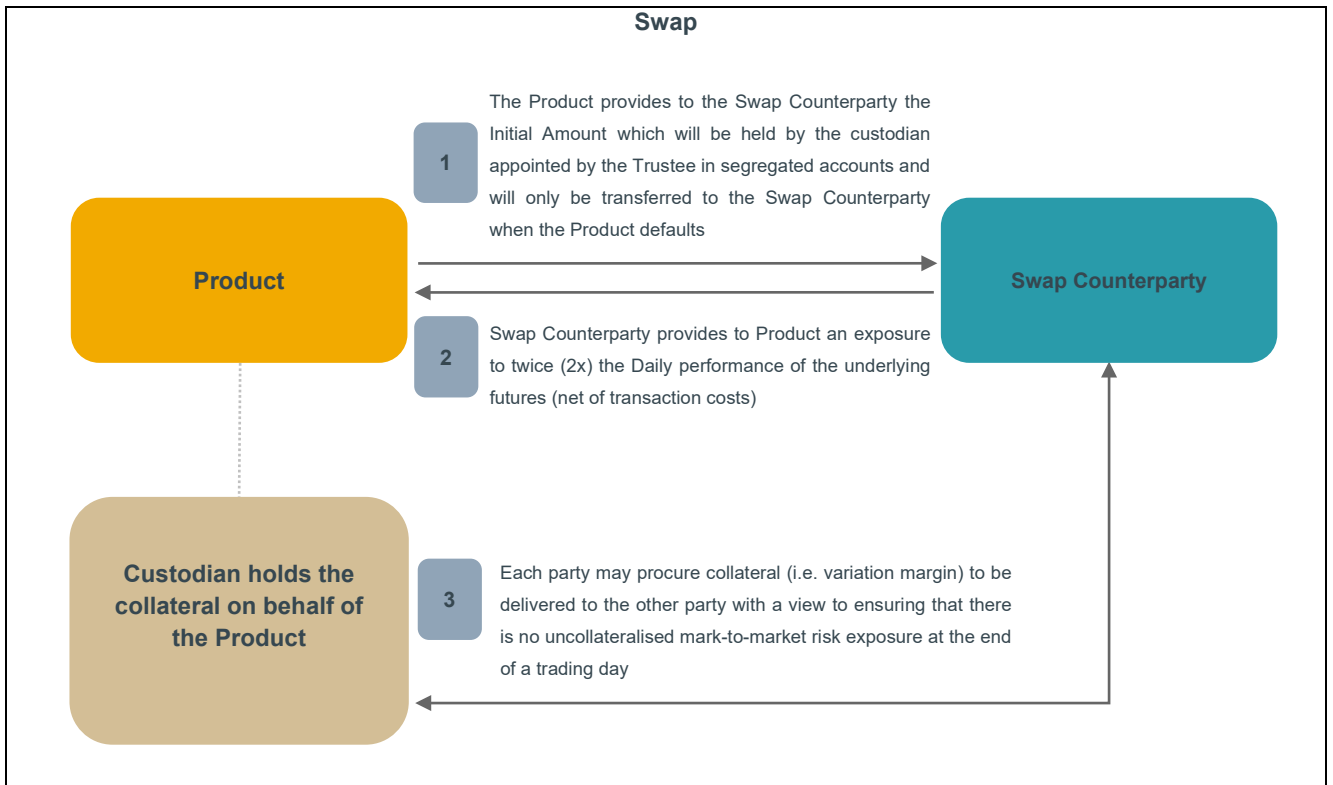 Swap
The Product provides to the Swap Counterparty the
Initial Amount which will be held by the custodian
appointed by the Trustee in segregated accounts and
will only be transferred to the Swap Counterparty
when the Product defaults
1
Product
Swap Counterparty
2
Swap Counterparty provides to Product an exposure
to twice (2x) the Daily performance of the underlying
futures (net of transaction costs)
Custodian holds the
collateral on behalf of
the Product
3
Each party may procure collateral (i.e. variation margin) to be
delivered to the other party with a view to ensuring that there
is no uncollateralised mark-to-market risk exposure at the end
of a trading day